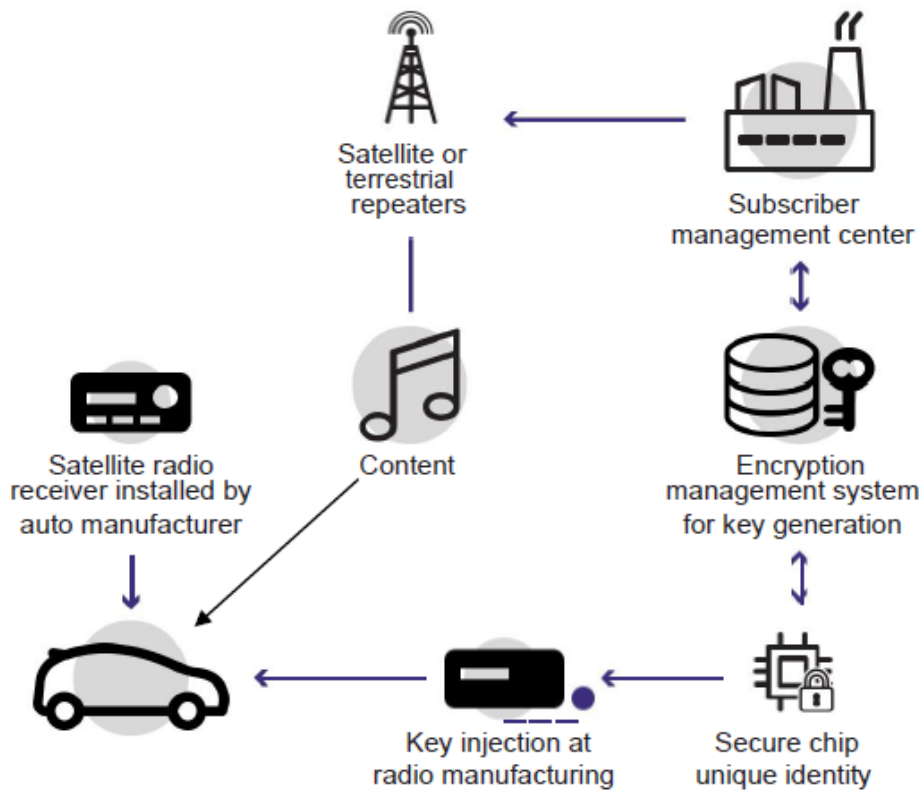 Satellite or
terrestrial
repeaters
Subscriber
management center
Satellite radio
receiver installed by
auto manufacturer
Content
Encryption
management system
for key generation
Key injection at
radio manufacturing
Secure chip
unique identity